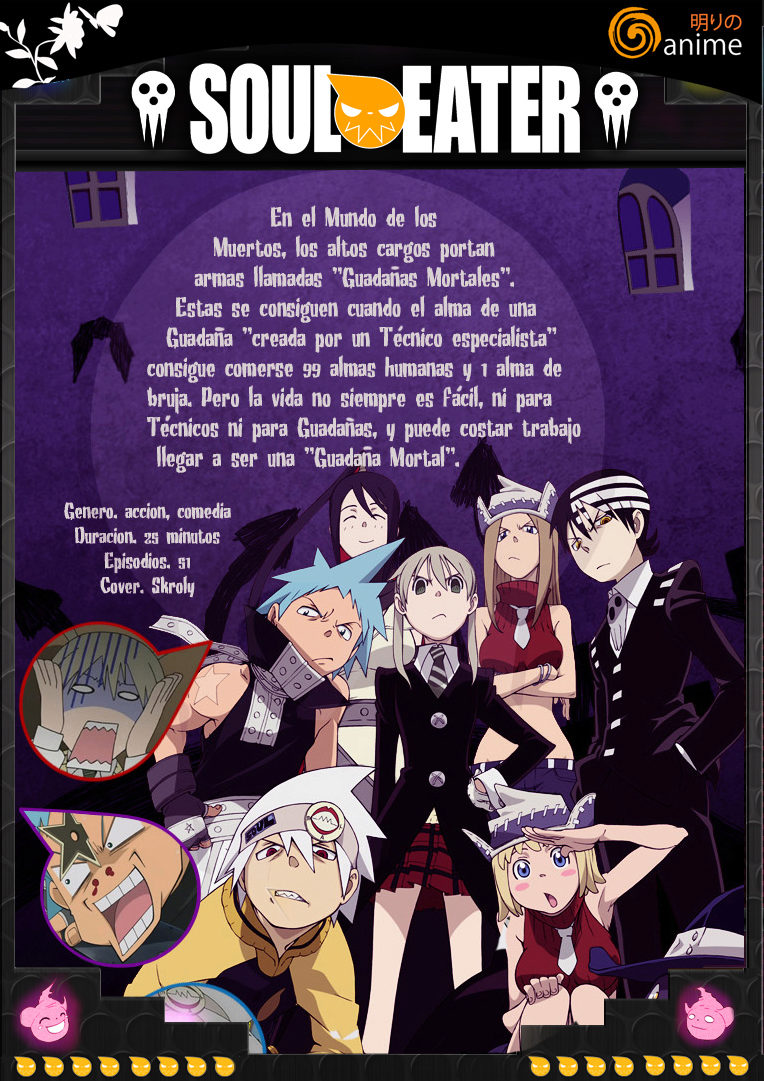 明りの
anime
SOUL EATER
En el Mundo de los
Muertos, los altos cargos portan
armas llamadas "Guadañas Mortales".
Estas se consiguen cuando el alma de una
Guadaña "creada por un Técnico especialista"
consigue comerse 99 almas humanas y 1 alma de
bruja. Pero la vida no siempre es fácil, ni para
Técnicos ni para Guadañas, y puede costar trabajo
llegar a ser una "Guadaña Mortal".
Genero. accion, comedia
Duracion. 25 minutos
Episodios. 51
Cover. Skroly